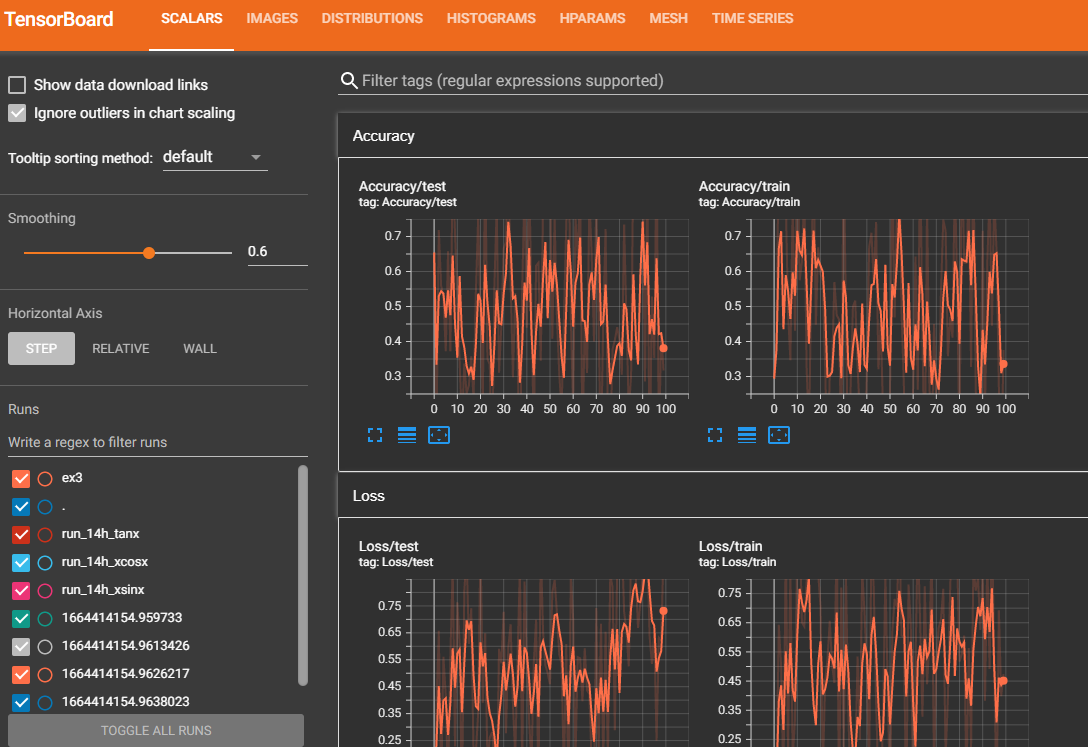 TensorBoard SCALARS IMAGES DISTRIBUTIONS HISTOGRAMS HPARAMS MESH TIME SERIES
Show data download links
Ignore outliers in chart scaling
Tooltip sorting method: default
Smoothing
0.6
Horizontal Axis
STEP RELATIVE WALL
Runs
Write a regex to filter runs
ex3
.
run_14h_tanx
run_14h_xcosx
run_14h_xsinx
1664414154.959733
1664414154.9613426
1664414154.9626217
1664414154.9638023
TOGGLE ALL RUNS
Filter tags (regular expressions supported)
Accuracy
Accuracy/test
tag: Accuracy/test
0.7
0.6
0.5
0.4
0.3
0 10 20 30 40 50 60 70 80 90 100
Accuracy/train
tag: Accuracy/train
0.7
0.6
0.5
0.4
0.3
0 10 20 30 40 50 60 70 80 90 100
Loss
Loss/test
tag: Loss/test
0.75
0.65
0.55
0.45
0.35
0.25
Loss/train
tag: Loss/train
0.75
0.65
0.55
0.45
0.35
0.25